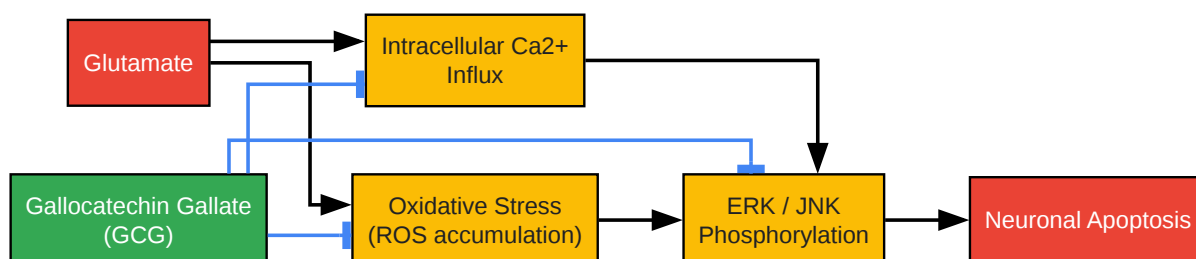 Glutamate
Intracellular Ca2+
Influx
Gallocatechin Gallate
(GCG)
Oxidative Stress
(ROS accumulation)
ERK / JNK
Phosphorylation
Neuronal Apoptosis